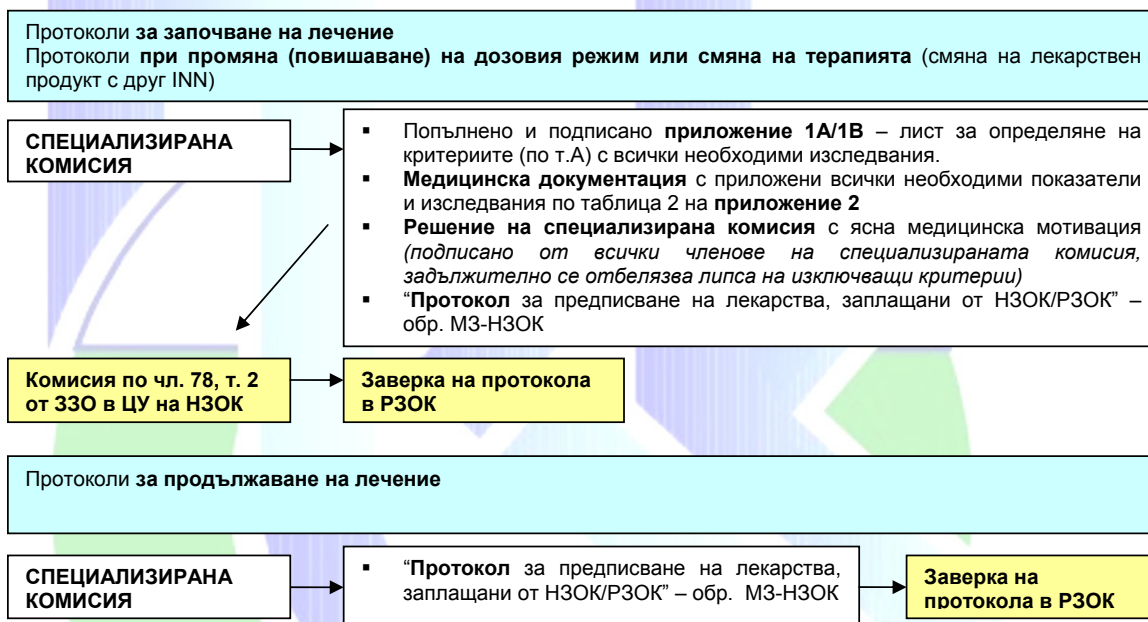 Протоколи за започване на лечение
Протоколи при промяна (повишаване) на дозовия режим или смяна на терапията (смяна на лекарствен
продукт с друг INN)
СПЕЦИАЛИЗИРАНА
КОМИСИЯ
▪ Попълнено и подписано приложение 1А/1В – лист за определяне на
критериите (по т.А) с всички необходими изследвания.
▪ Медицинска документация с приложени всички необходими показатели
и изследвания по таблица 2 на приложение 2
▪ Решение на специализирана комисия с ясна медицинска мотивация
(подписано от всички членове на специализираната комисия,
задължително се отбелязва липса на изключващи критерии)
▪ “Протокол за предписване на лекарства, заплащани от НЗОК/РЗОК” –
обр. МЗ-НЗОК
Комисия по чл. 78, т. 2
от ЗЗО в ЦУ на НЗОК
Заверка на протокола
в РЗОК
Протоколи за продължаване на лечение
СПЕЦИАЛИЗИРАНА
КОМИСИЯ
▪ “Протокол за предписване на лекарства,
заплащани от НЗОК/РЗОК” – обр. МЗ-НЗОК
Заверка на
протокола в РЗОК